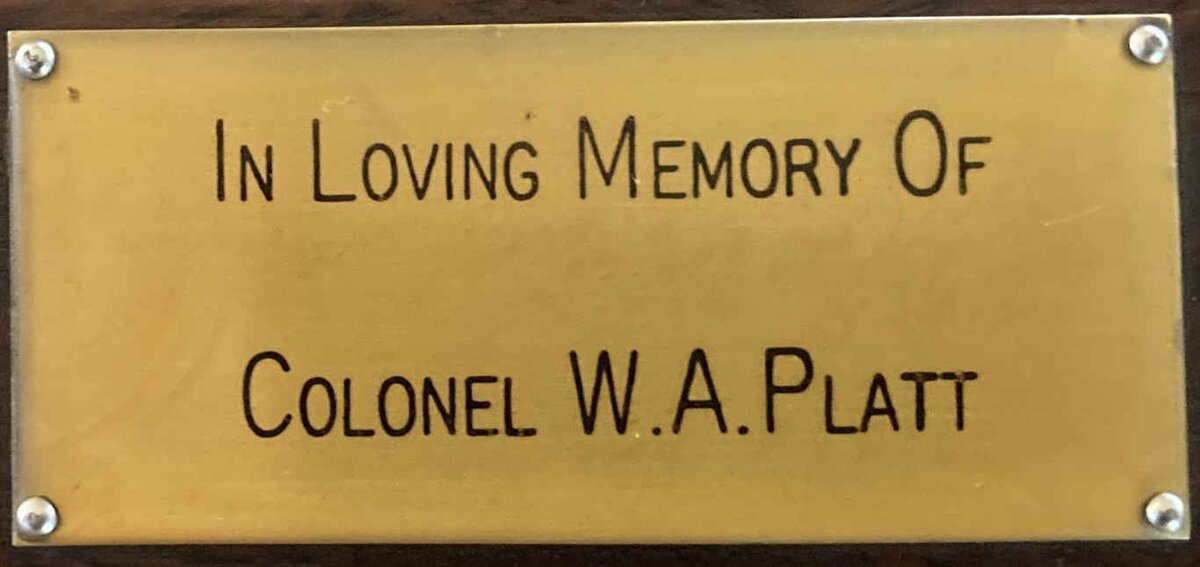 In Loving Memory Of
Colonel W.A.Platt